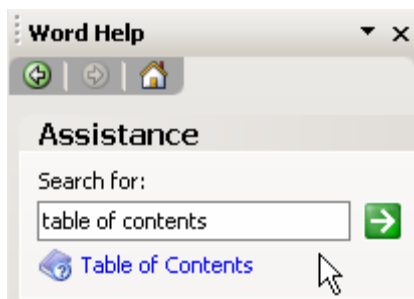 Word Help
Assistance
Search for:
table of contents
Table of Contents